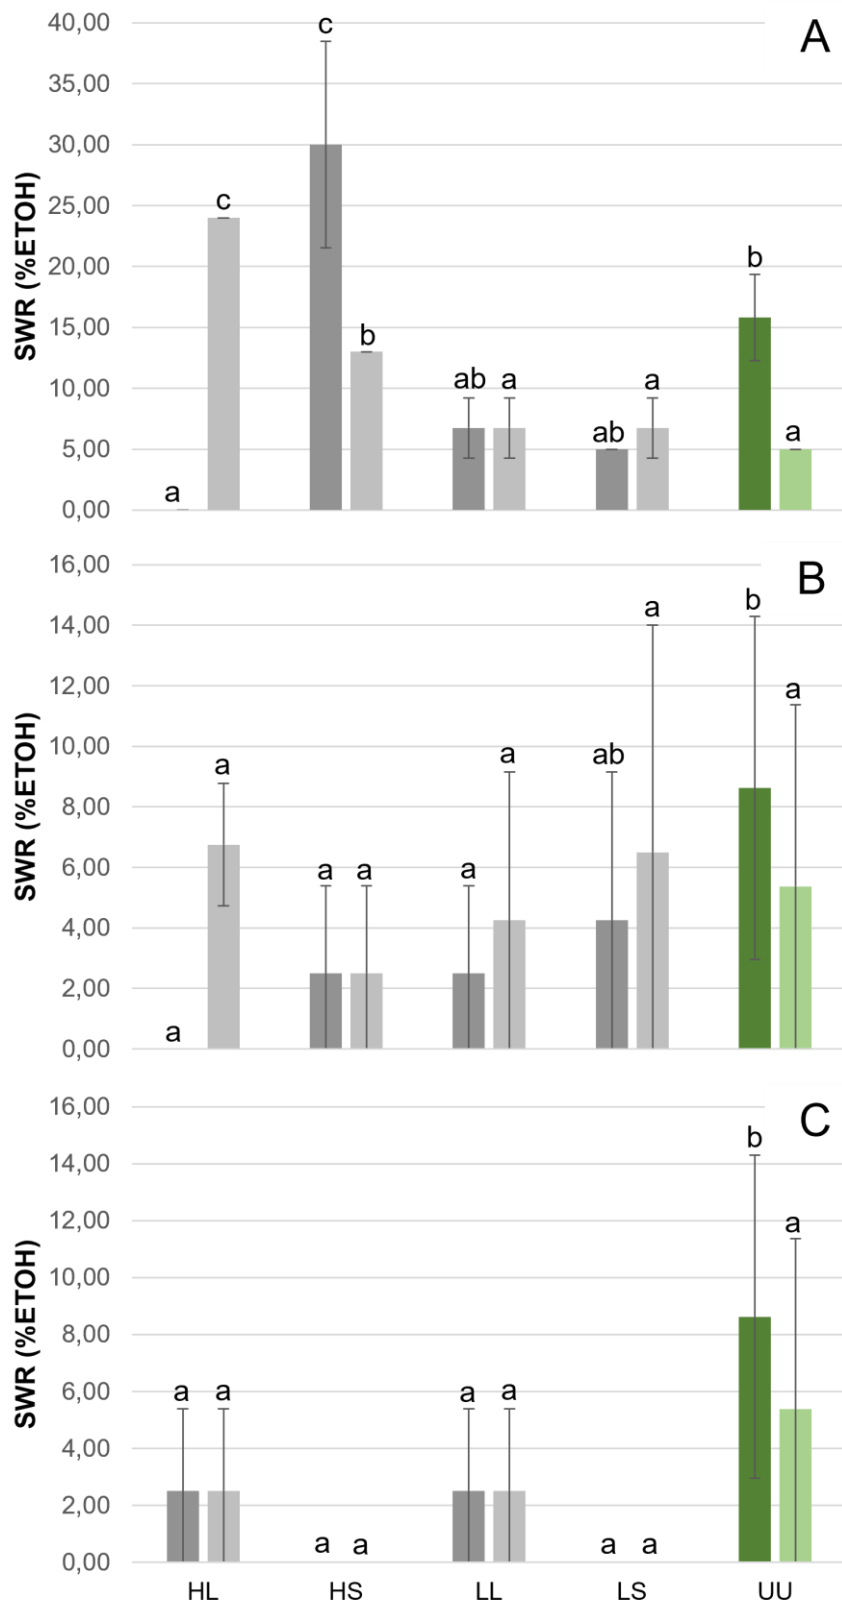 A
SWR (%ETOH)
40,00
35,00
30,00
25,00
20,00
15,00
10,00
5,00
0,00
a c c b ab a ab a b a
B
SWR (%ETOH)
16,00
14,00
12,00
10,00
8,00
6,00
4,00
2,00
0,00
a a a a a a ab a b a
C
SWR (%ETOH)
16,00
14,00
12,00
10,00
8,00
6,00
4,00
2,00
0,00
a a a a a a a a b a
HL HS LL LS UU